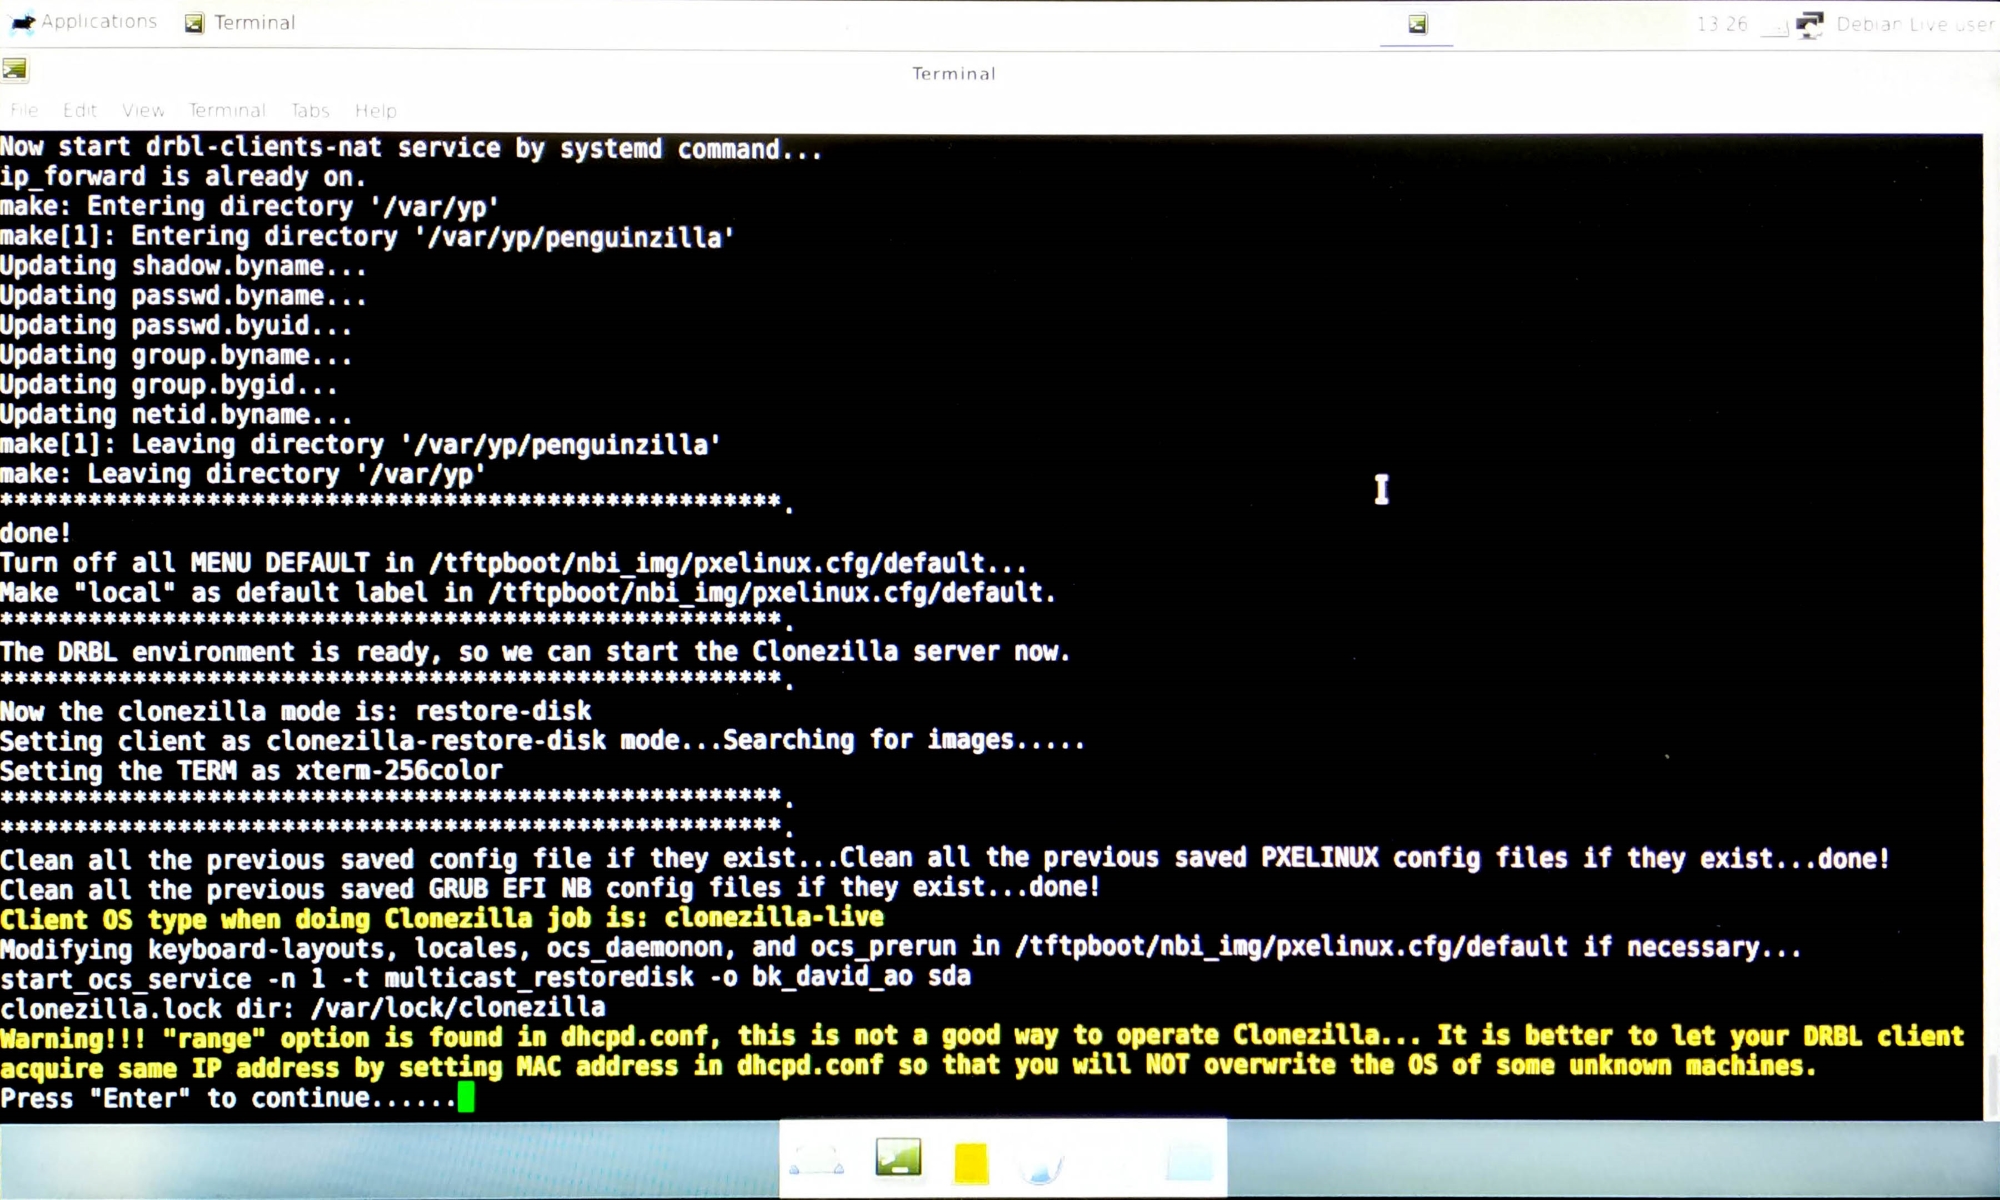 Applications Terminal 13:26 Debian Live user
Terminal
File Edit View Terminal Tabs Help
Now start drbl-clients-nat service by systemd command...
ip_forward is already on.
make: Entering directory '/var/yp'
make[1]: Entering directory '/var/yp/penguinzilla'
Updating shadow.byname...
Updating passwd.byname...
Updating passwd.byuid...
Updating group.byname...
Updating group.bygid...
Updating netid.byname...
make[1]: Leaving directory '/var/yp/penguinzilla'
make: Leaving directory '/var/yp'
*****************************************************.
done!
Turn off all MENU DEFAULT in /tftpboot/nbi_img/pxelinux.cfg/default...
Make "local" as default label in /tftpboot/nbi_img/pxelinux.cfg/default.
*****************************************************.
The DRBL environment is ready, so we can start the Clonezilla server now.
*****************************************************.
Now the clonezilla mode is: restore-disk
Setting client as clonezilla-restore-disk mode...Searching for images.....
Setting the TERM as xterm-256color
*****************************************************.
*****************************************************.
Clean all the previous saved config file if they exist...Clean all the previous saved PXELINUX config files if they exist...done!
Clean all the previous saved GRUB EFI NB config files if they exist...done!
Client OS type when doing Clonezilla job is: clonezilla-live
Modifying keyboard-layouts, locales, ocs_daemonon, and ocs_prerun in /tftpboot/nbi_img/pxelinux.cfg/default if necessary...
start_ocs_service -n 1 -t multicast_restoredisk -o bk_david_ao sda
clonezilla.lock dir: /var/lock/clonezilla
Warning!!! "range" option is found in dhcpd.conf, this is not a good way to operate Clonezilla... It is better to let your DRBL client
acquire same IP address by setting MAC address in dhcpd.conf so that you will NOT overwrite the OS of some unknown machines.
Press "Enter" to continue......